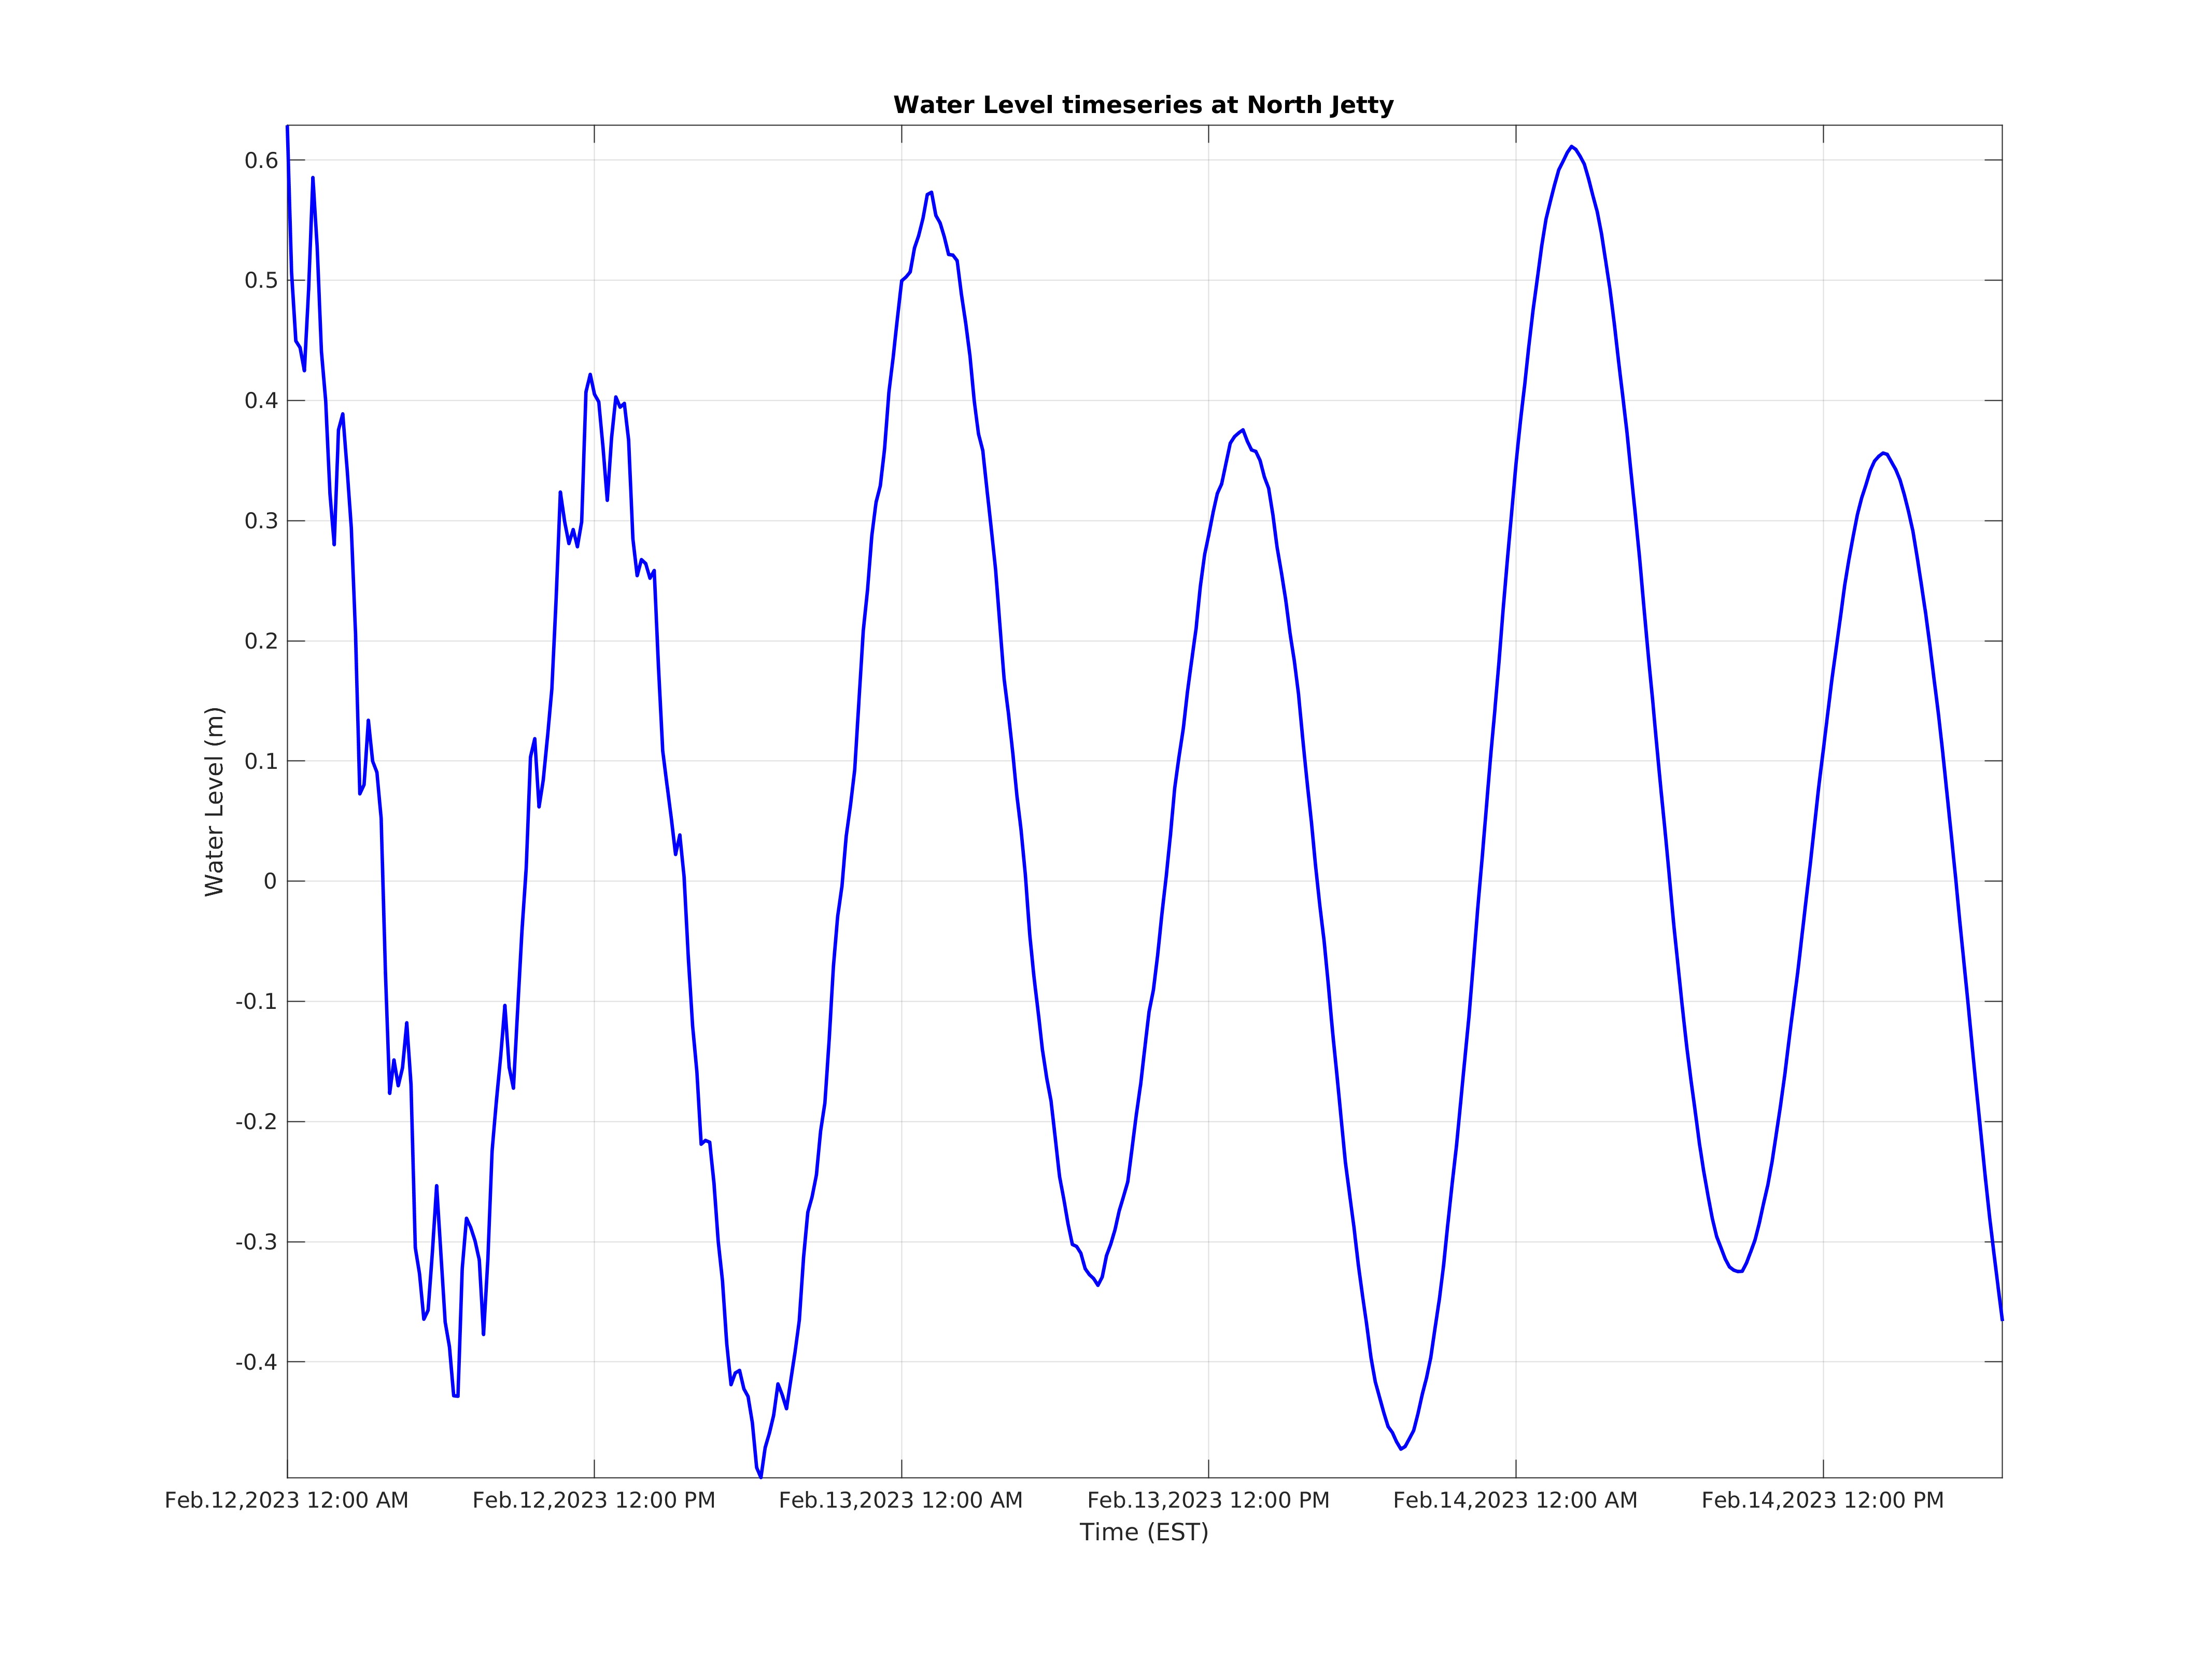 Water Level timeseries at North Jetty
0.6
0.5
0.4
0.3
0.2
0.1
0
-0.1
-0.2
-0.3
-0.4
Water Level (m)
Feb.12,2023 12:00 AM
Feb.12,2023 12:00 PM
Feb.13,2023 12:00 AM
Feb.13,2023 12:00 PM
Feb.14,2023 12:00 AM
Feb.14,2023 12:00 PM
Time (EST)